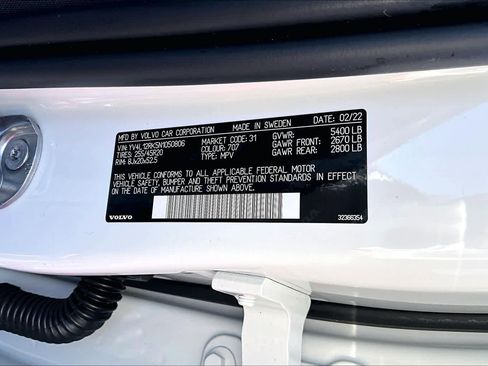 MFD BY VOLVO CAR CORPORATION MADE IN SWEDEN DATE 02/22
VIN: YV4L12RK5N1050806 MARKET CODE: 31 GVWR: 5400 LB
TIRES 255/45R20 COLOUR: 707 GAWR FRONT: 2670 LB
RIM 8Jx20x52.5 TYPE: MPV GAWR REAR: 2800 LB
THIS VEHICLE CONFORMS TO ALL APPLICABLE FEDERAL MOTOR
VEHICLE SAFETY, BUMPER AND THEFT PREVENTION STANDARDS IN EFFECT
ON THE DATE OF MANUFACTURE SHOWN ABOVE.
VOLVO 32366354